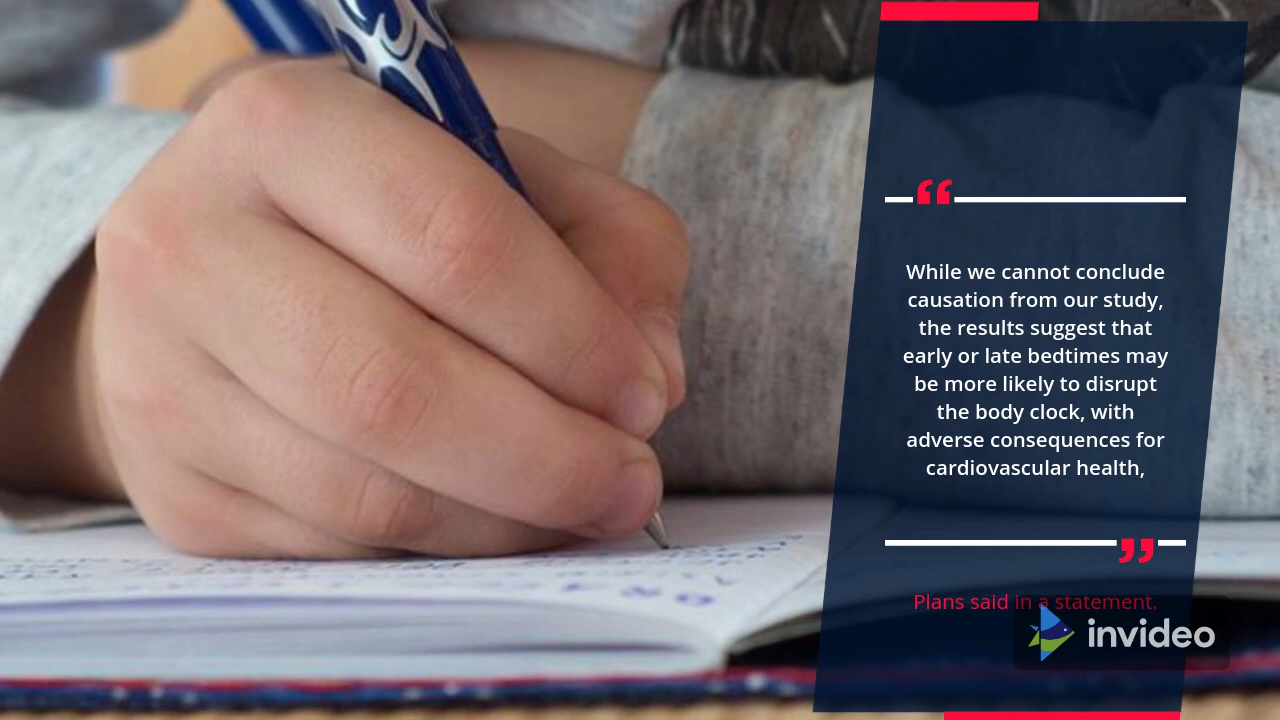 While we cannot conclude
causation from our study,
the results suggest that
early or late bedtimes may
be more likely to disrupt
the body clock, with
adverse consequences for
cardiovascular health,
Plans said in a statement.
invideo